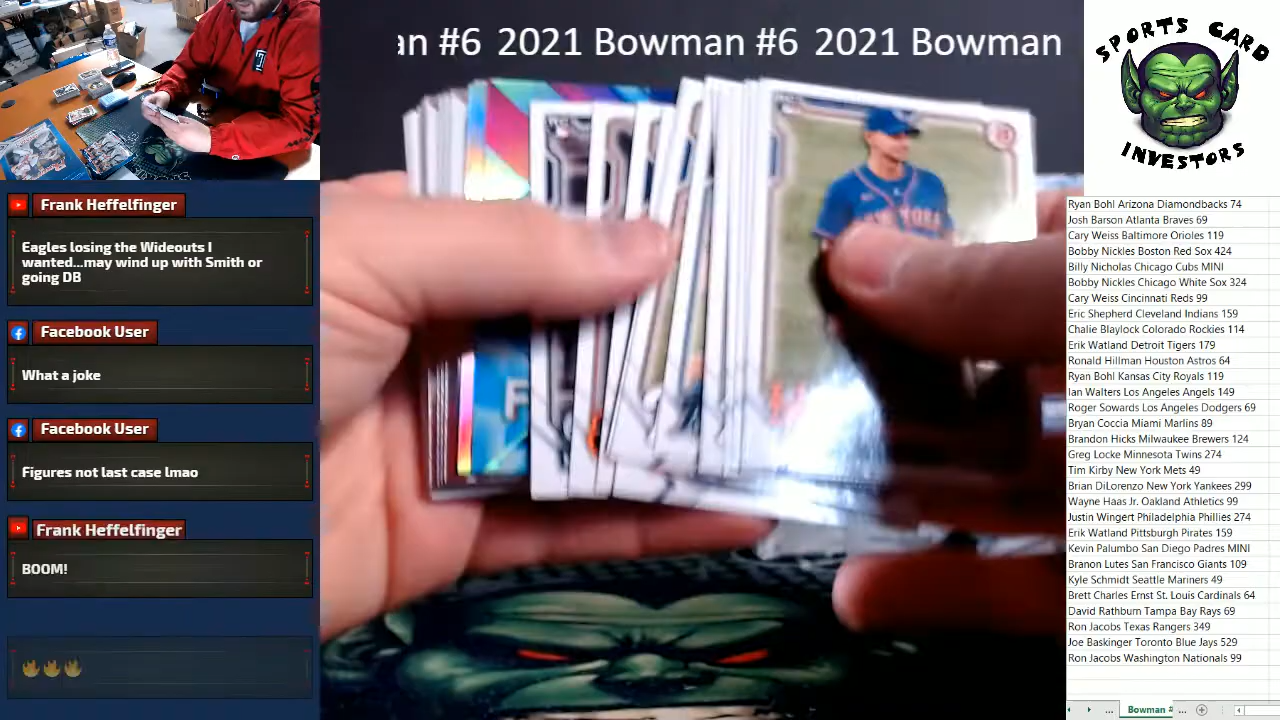 an #6 2021 Bowman #6 2021 Bowman
SPORTS CARD
INVESTORS
Frank Heffelfinger
Eagles losing the Wideouts I
wanted...may wind up with Smith or
going DB
Facebook User
What a joke
Facebook User
Figures not last case lmao
Frank Heffelfinger
BOOM!
Ryan Bohl Arizona Diamondbacks 74
Josh Barson Atlanta Braves 69
Cary Weiss Baltimore Orioles 119
Bobby Nickles Boston Red Sox 424
Billy Nicholas Chicago Cubs MINI
Bobby Nickles Chicago White Sox 324
Cary Weiss Cincinnati Reds 99
Eric Shepherd Cleveland Indians 159
Chalie Blaylock Colorado Rockies 114
Erik Watland Detroit Tigers 179
Ronald Hillman Houston Astros 64
Ryan Bohl Kansas City Royals 119
Ian Walters Los Angeles Angels 149
Roger Sowards Los Angeles Dodgers 69
Bryan Coccia Miami Marlins 89
Brandon Hicks Milwaukee Brewers 124
Greg Locke Minnesota Twins 274
Tim Kirby New York Mets 49
Brian DiLorenzo New York Yankees 299
Wayne Haas Jr. Oakland Athletics 99
Justin Wingert Philadelphia Phillies 274
Erik Watland Pittsburgh Pirates 159
Kevin Palumbo San Diego Padres MINI
Branon Lutes San Francisco Giants 109
Kyle Schmidt Seattle Mariners 49
Brett Charles Ernst St. Louis Cardinals 64
David Rathburn Tampa Bay Rays 69
Ron Jacobs Texas Rangers 349
Joe Baskinger Toronto Blue Jays 529
Ron Jacobs Washington Nationals 99
... Bowman # ...